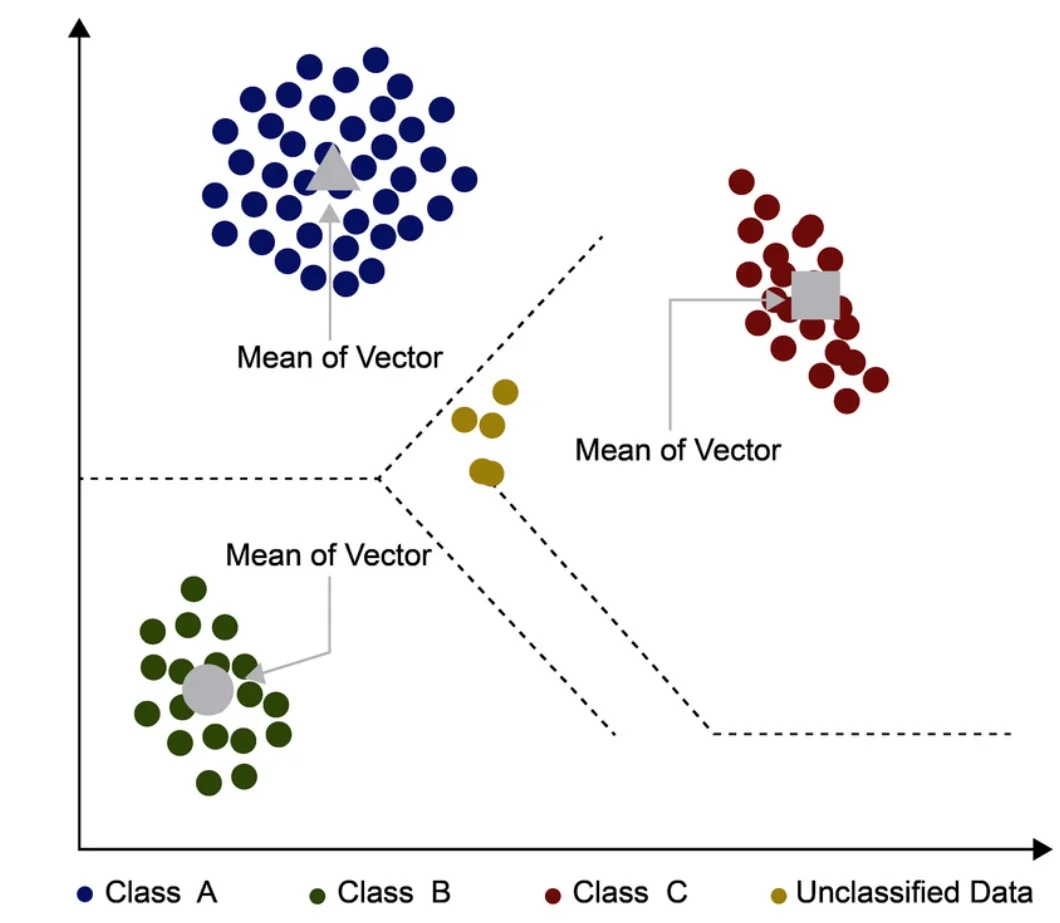 Mean of Vector
Mean of Vector
Mean of Vector
Class A
Class B
Class C
Unclassified Data